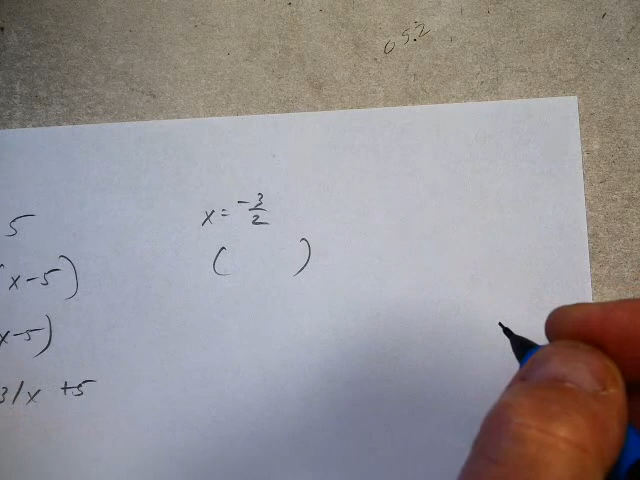 052
5
x = -3/2
(x-5)
( )
x-5)
3/x +5